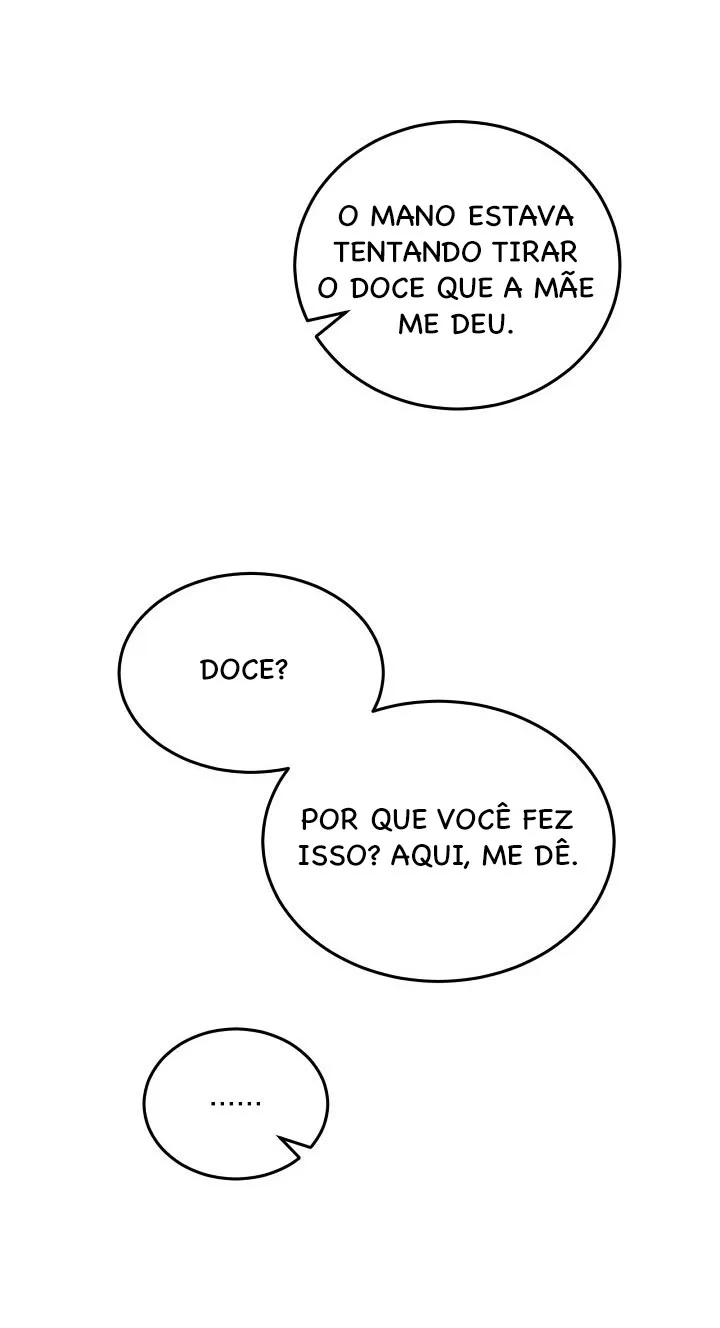 O MANO ESTAVA
TENTANDO TIRAR
O DOCE QUE A MÃE
ME DEU.
DOCE?
POR QUE VOCÊ FEZ
ISSO? AQUI, ME DÊ.
......